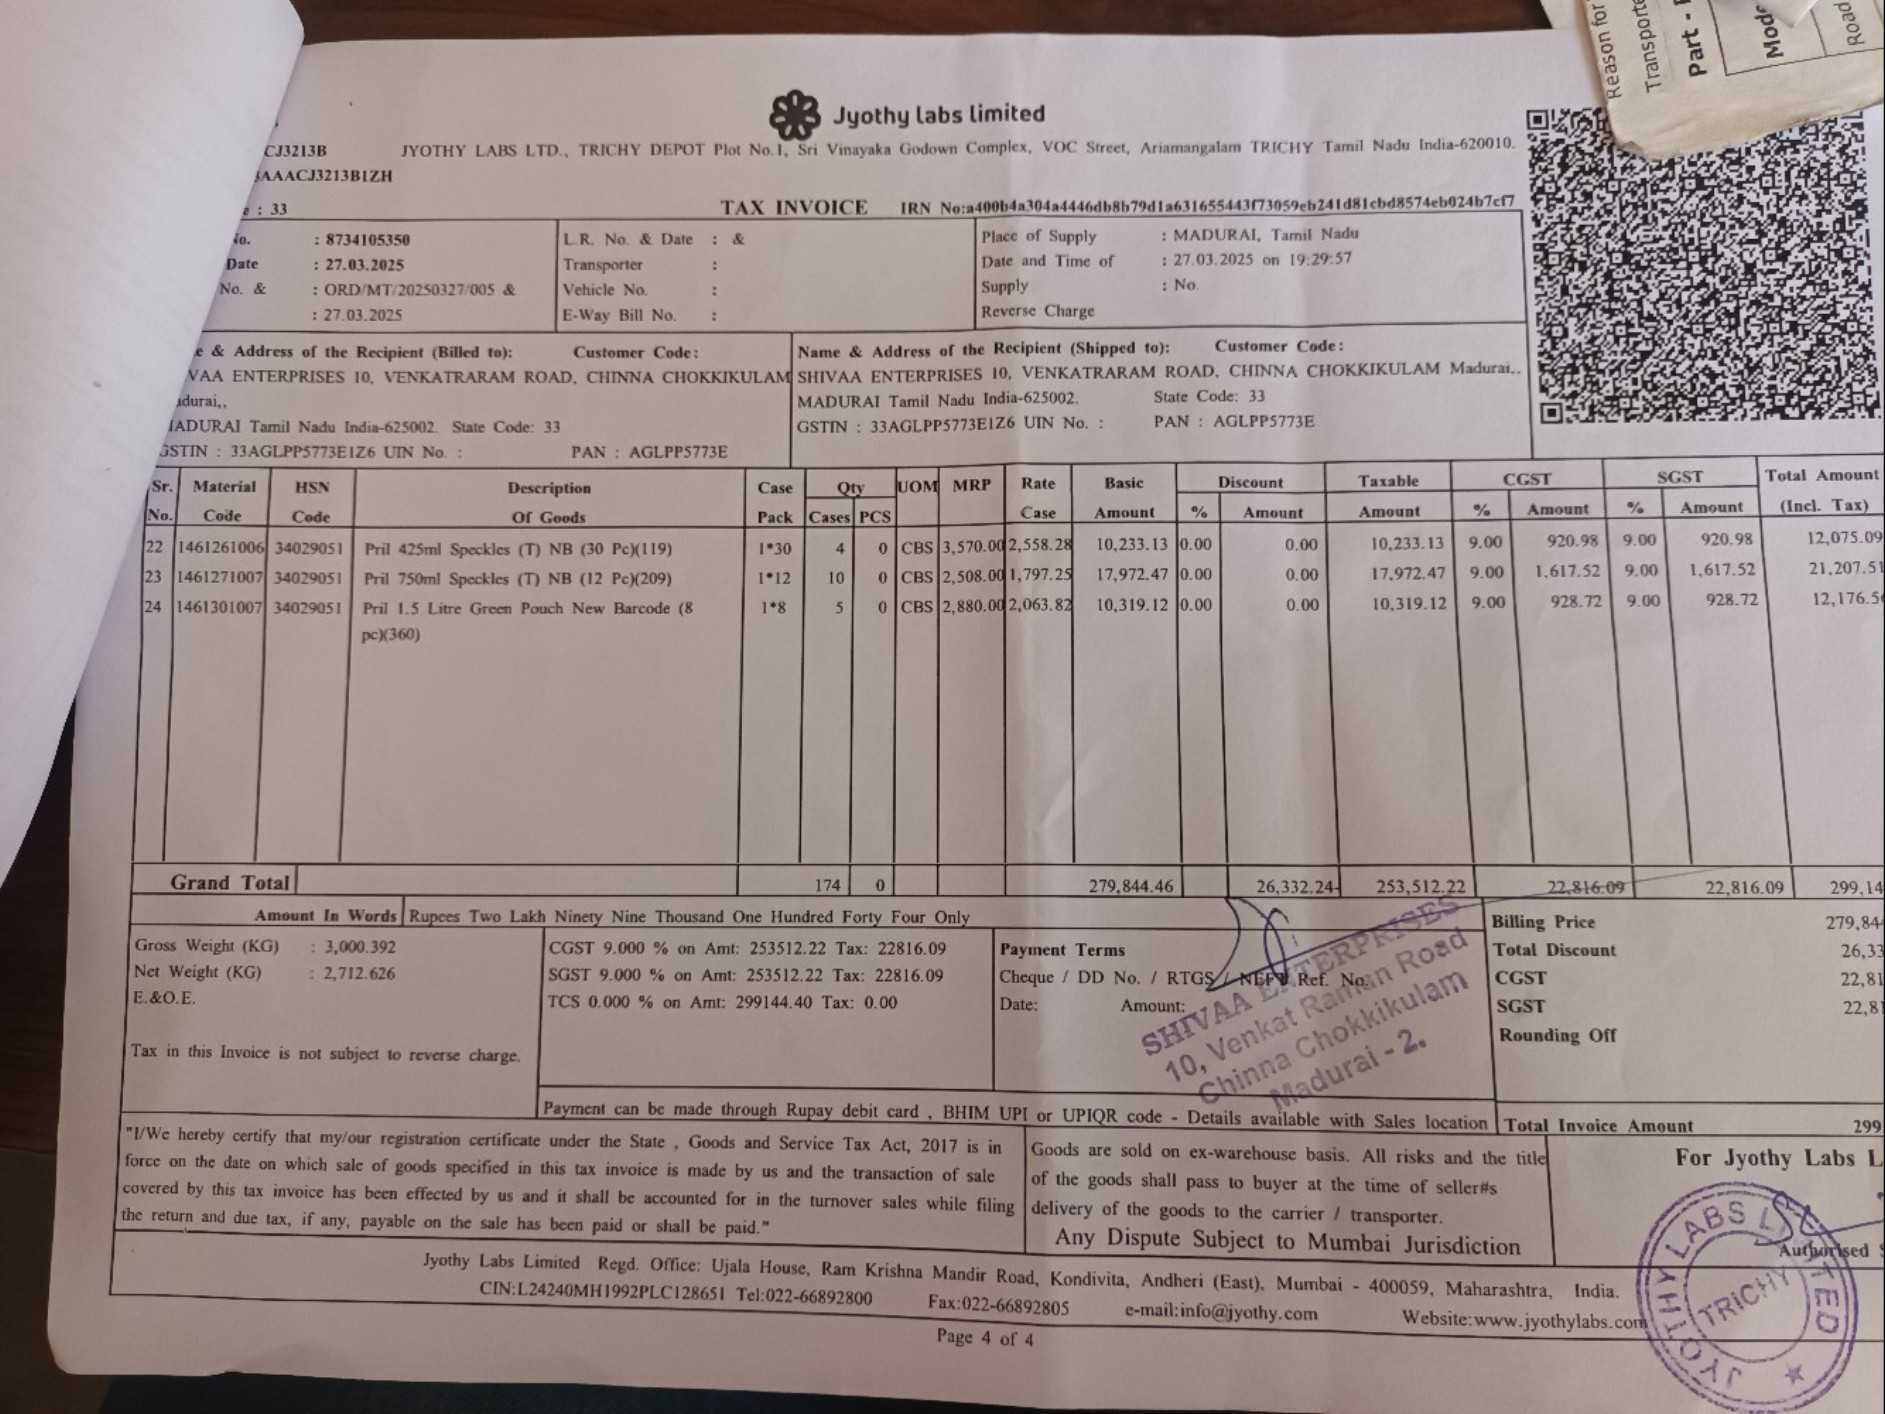 Reason for
Transporte
Part -
Mode
Road
Jyothy labs limited
CJ3213B
JYOTHY LABS LTD., TRICHY DEPOT Plot No.1, Sri Vinayaka Godown Complex, VOC Street, Ariamangalam TRICHY Tamil Nadu India-620010.
AAACJ3213B1ZH
e : 33
TAX INVOICE IRN No:a400b4a304a4446db8b79d1a631655443f73059eb241d81cbd8574eb024b7cf7
No. : 8734105350
Date : 27.03.2025
No. & : ORD/MT/20250327/005 &
: 27.03.2025
L.R. No. & Date : &
Transporter :
Vehicle No. :
E-Way Bill No. :
Place of Supply : MADURAI, Tamil Nadu
Date and Time of : 27.03.2025 on 19:29:57
Supply : No.
Reverse Charge
e & Address of the Recipient (Billed to): Customer Code:
VAA ENTERPRISES 10, VENKATRARAM ROAD, CHINNA CHOKKIKULAM
adurai,,
MADURAI Tamil Nadu India-625002. State Code: 33
GSTIN : 33AGLPP5773E1Z6 UIN No. : PAN : AGLPP5773E
Name & Address of the Recipient (Shipped to): Customer Code:
SHIVAA ENTERPRISES 10, VENKATRARAM ROAD, CHINNA CHOKKIKULAM Madurai,.
MADURAI Tamil Nadu India-625002. State Code: 33
GSTIN : 33AGLPP5773E1Z6 UIN No. : PAN : AGLPP5773E
Sr. Material HSN Description Case Qty UOM MRP Rate Basic Discount Taxable CGST SGST Total Amount
No. Code Code Of Goods Pack Cases PCS Case Amount % Amount Amount % Amount % Amount (Incl. Tax)
22 1461261006 34029051 Pril 425ml Speckles (T) NB (30 Pc)(119) 1*30 4 0 CBS 3,570.00 2,558.28 10,233.13 0.00 0.00 10,233.13 9.00 920.98 9.00 920.98 12,075.09
23 1461271007 34029051 Pril 750ml Speckles (T) NB (12 Pc)(209) 1*12 10 0 CBS 2,508.00 1,797.25 17,972.47 0.00 0.00 17,972.47 9.00 1,617.52 9.00 1,617.52 21,207.51
24 1461301007 34029051 Pril 1.5 Litre Green Pouch New Barcode (8 1*8 5 0 CBS 2,880.00 2,063.82 10,319.12 0.00 0.00 10,319.12 9.00 928.72 9.00 928.72 12,176.5
pc)(360)
Grand Total 174 0 279,844.46 26,332.24- 253,512.22 22,816.09 22,816.09 299,14
Amount In Words Rupees Two Lakh Ninety Nine Thousand One Hundred Forty Four Only
Gross Weight (KG) : 3,000.392
Net Weight (KG) : 2,712.626
E.&O.E.
Tax in this Invoice is not subject to reverse charge.
CGST 9.000 % on Amt: 253512.22 Tax: 22816.09
SGST 9.000 % on Amt: 253512.22 Tax: 22816.09
TCS 0.000 % on Amt: 299144.40 Tax: 0.00
Payment Terms
Cheque / DD No. / RTGS / NEFT Ref. No.
Date: Amount:
SHIVAA ENTERPRISES
10, Venkat Raman Road
Chinna Chokkikulam
Madurai - 2.
Billing Price 279,84
Total Discount 26,33
CGST 22,81
SGST 22,8
Rounding Off
Payment can be made through Rupay debit card , BHIM UPI or UPIQR code - Details available with Sales location
Total Invoice Amount 299
"I/We hereby certify that my/our registration certificate under the State , Goods and Service Tax Act, 2017 is in
force on the date on which sale of goods specified in this tax invoice is made by us and the transaction of sale
covered by this tax invoice has been effected by us and it shall be accounted for in the turnover sales while filing
the return and due tax, if any, payable on the sale has been paid or shall be paid."
Goods are sold on ex-warehouse basis. All risks and the title
of the goods shall pass to buyer at the time of seller#s
delivery of the goods to the carrier / transporter.
Any Dispute Subject to Mumbai Jurisdiction
For Jyothy Labs L
Authorised S
JYOTHY LABS LIMITED
TRICHY
Jyothy Labs Limited Regd. Office: Ujala House, Ram Krishna Mandir Road, Kondivita, Andheri (East), Mumbai - 400059, Maharashtra, India.
CIN:L24240MH1992PLC128651 Tel:022-66892800 Fax:022-66892805 e-mail:info@jyothy.com Website:www.jyothylabs.com
Page 4 of 4